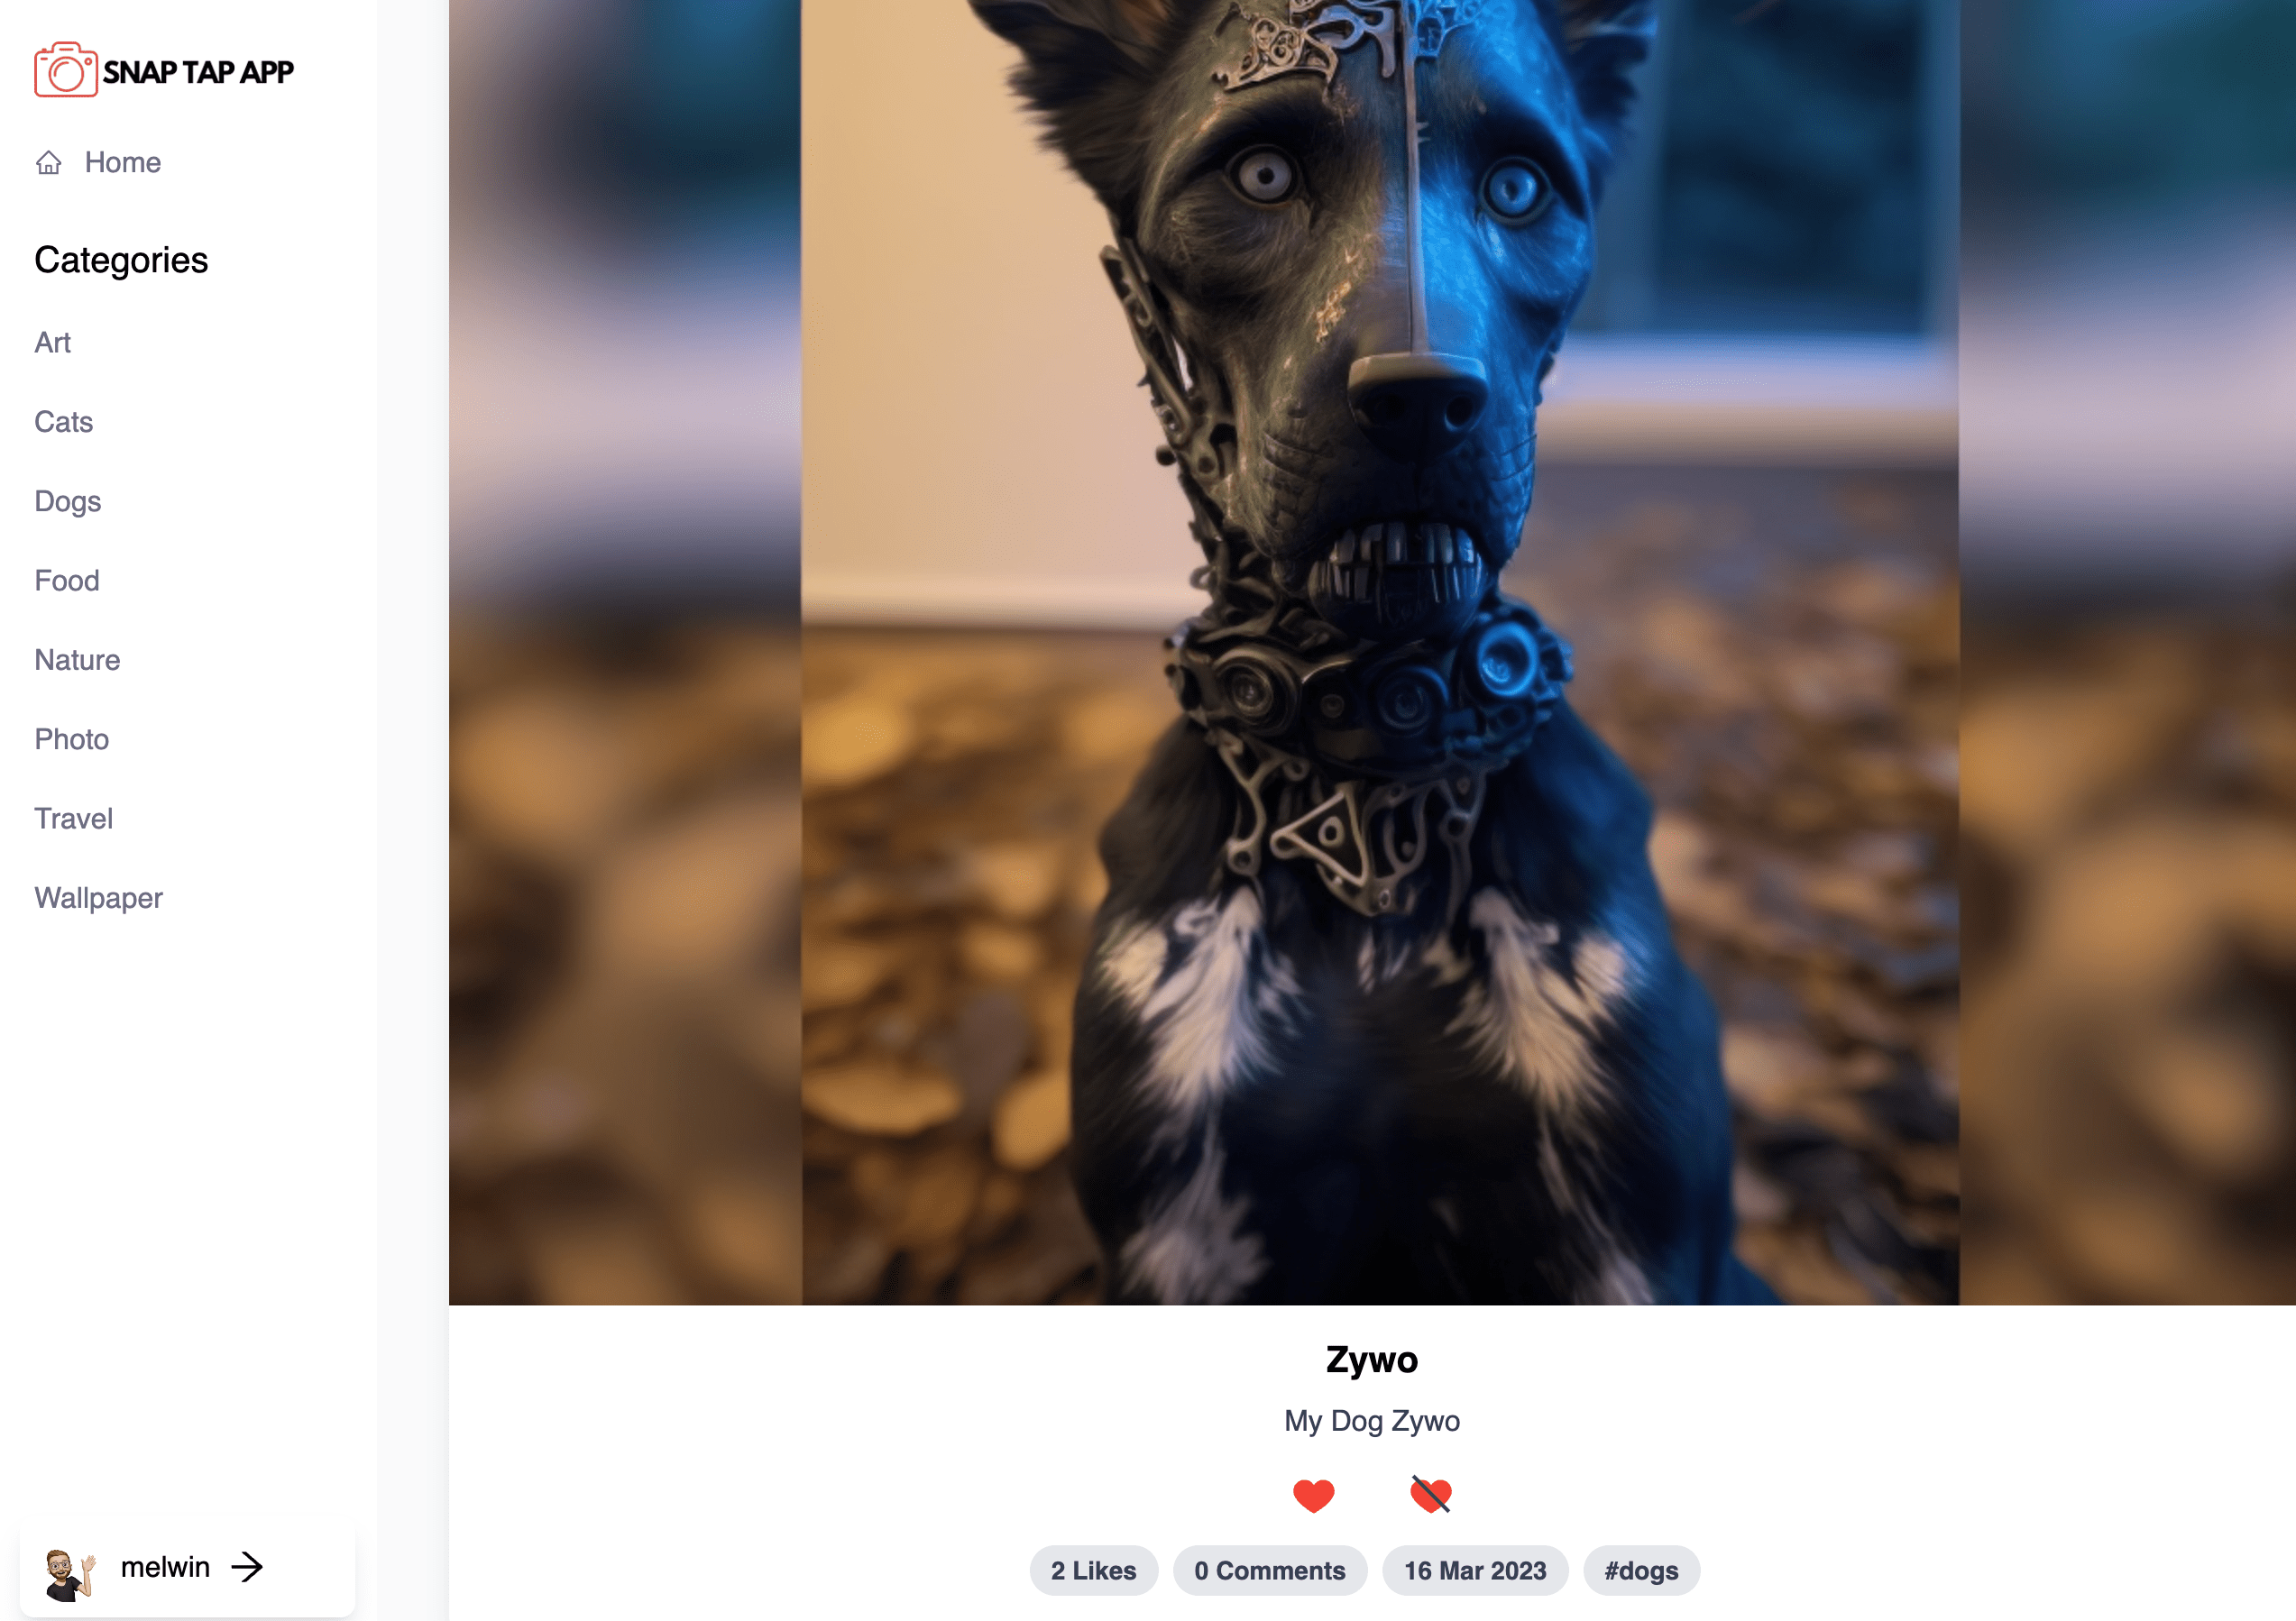 SNAP TAP APP
Home
Categories
Art
Cats
Dogs
Food
Nature
Photo
Travel
Wallpaper
melwin
Zywo
My Dog Zywo
2 Likes
0 Comments
16 Mar 2023
#dogs